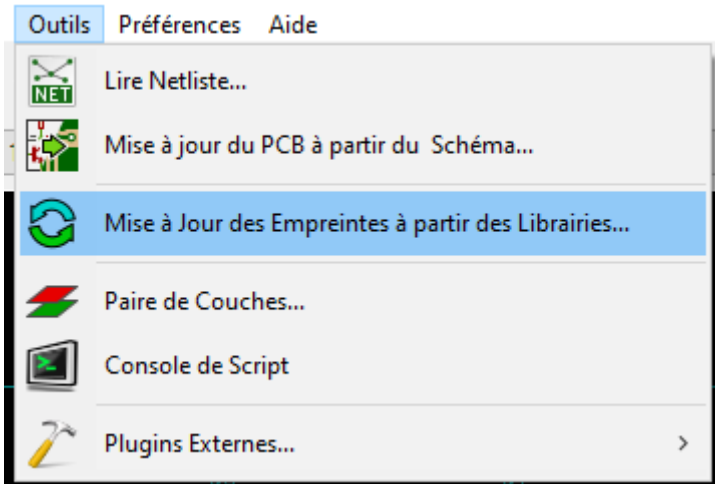 Outils Préférences Aide
NET
Lire Netliste...
Mise à jour du PCB à partir du  Schéma...
Mise à Jour des Empreintes à partir des Librairies...
Paire de Couches...
Console de Script
Plugins Externes...